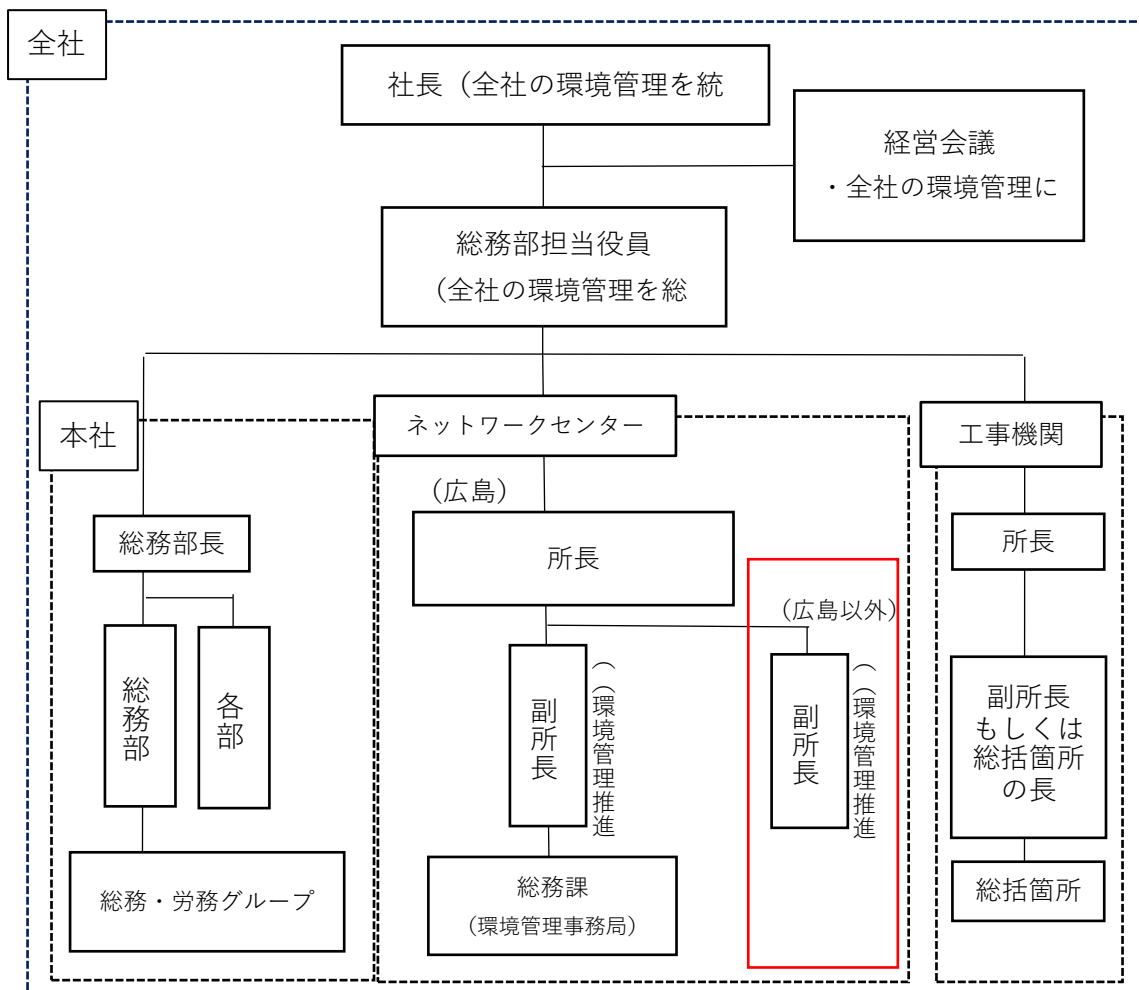 全社
社長（全社の環境管理を統
経営会議
・全社の環境管理に
総務部担当役員
（全社の環境管理を総
本社
ネットワークセンター
工事機関
（広島）
総務部長
所長
所長
（広島以外）
総務部
各部
副所長
（（環境管理推進
副所長
（（環境管理推進
副所長
もしくは
総括箇所
の長
総務・労務グループ
総務課
（環境管理事務局）
総括箇所